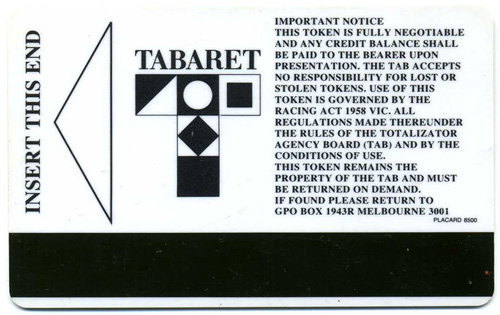 INSERT THIS END
TABARET
IMPORTANT NOTICE
THIS TOKEN IS FULLY NEGOTIABLE
AND ANY CREDIT BALANCE SHALL
BE PAID TO THE BEARER UPON
PRESENTATION. THE TAB ACCEPTS
NO RESPONSIBILITY FOR LOST OR
STOLEN TOKENS. USE OF THIS
TOKEN IS GOVERNED BY THE
RACING ACT 1958 VIC. ALL
REGULATIONS MADE THEREUNDER
THE RULES OF THE TOTALIZATOR
AGENCY BOARD (TAB) AND BY THE
CONDITIONS OF USE.
THIS TOKEN REMAINS THE
PROPERTY OF THE TAB AND MUST
BE RETURNED ON DEMAND.
IF FOUND PLEASE RETURN TO
GPO BOX 1943R MELBOURNE 3001
PLACARD 8500